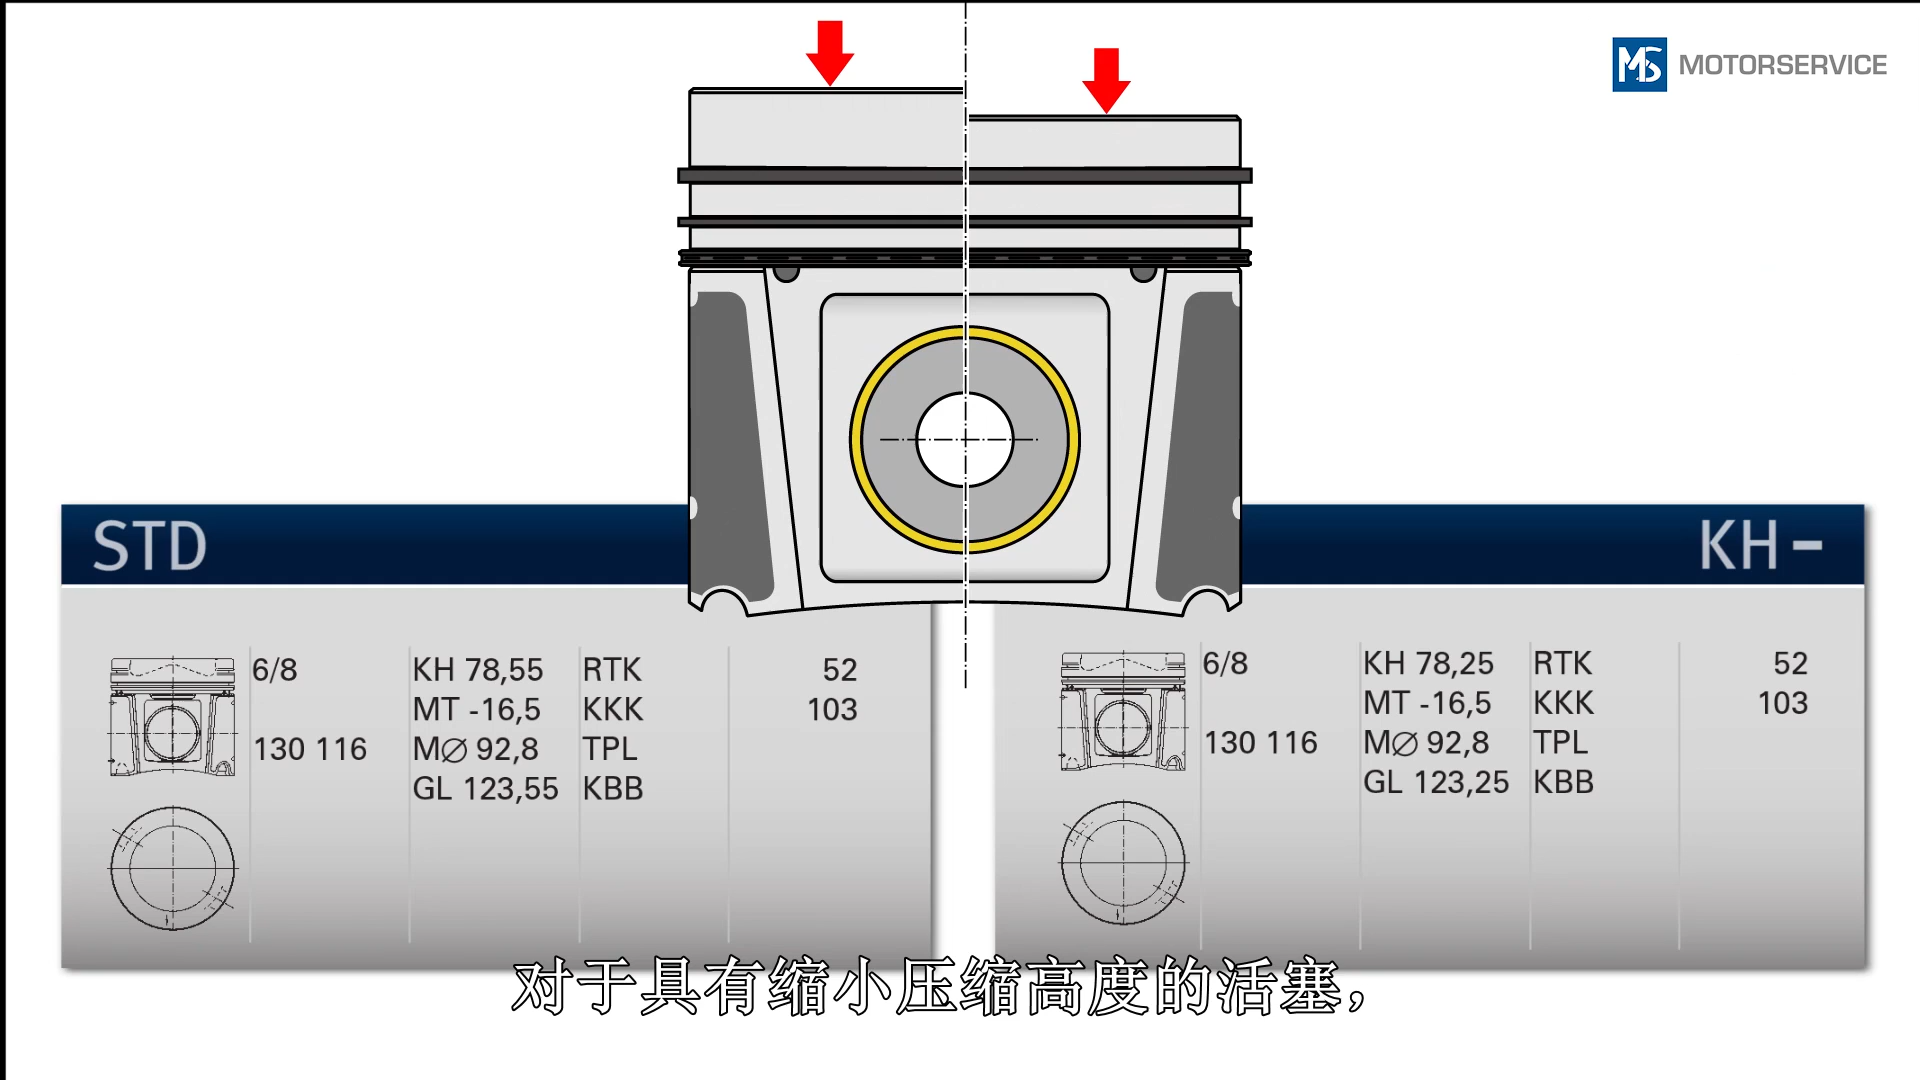 MS MOTORSERVICE
STD
KH –
6/8 KH 78,55 RTK 52
MT -16,5 KKK 103
130 116 MØ 92,8 TPL
GL 123,55 KBB
6/8 KH 78,25 RTK 52
MT -16,5 KKK 103
130 116 MØ 92,8 TPL
GL 123,25 KBB
对于具有缩小压缩高度的活塞，